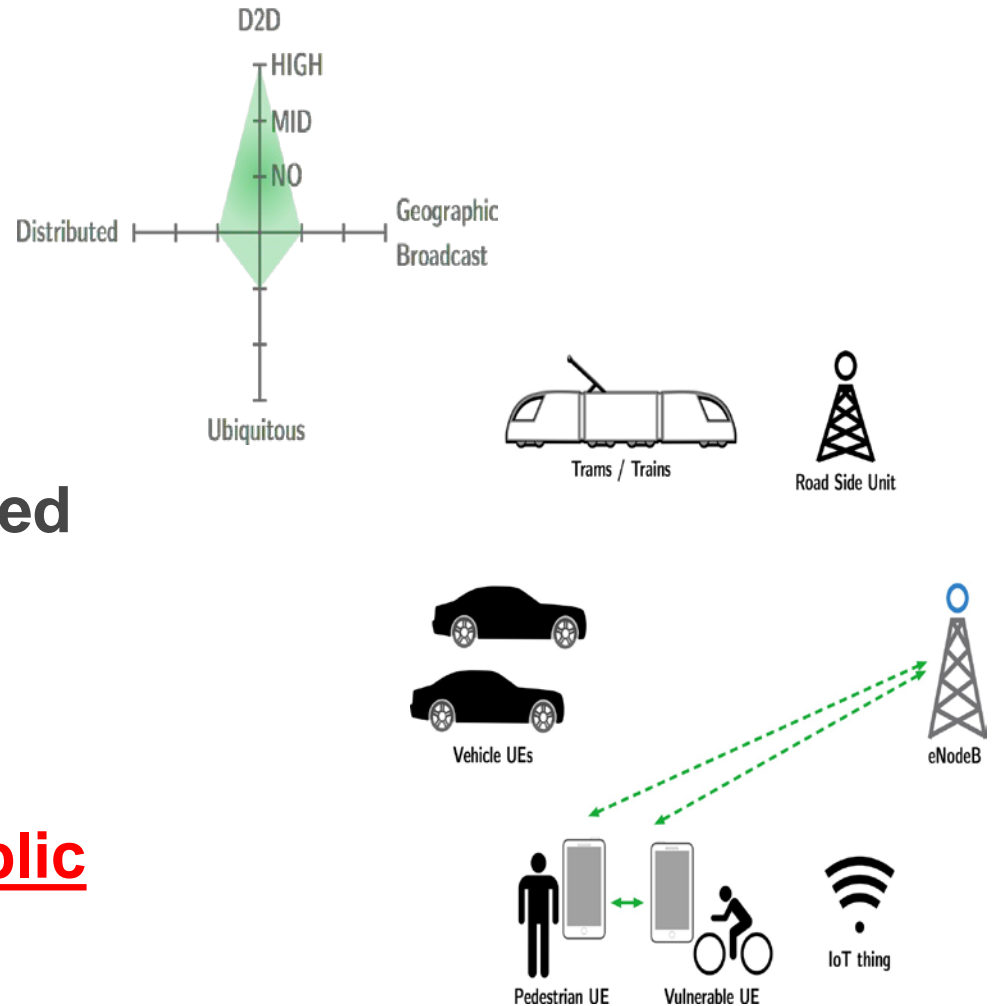 D2D
HIGH
MID
NO
Distributed
Geographic
Broadcast
Ubiquitous
Trams / Trains
Road Side Unit
ed
Vehicle UEs
eNodeB
olic
IoT thing
Pedestrian UE
Vulnerable UE